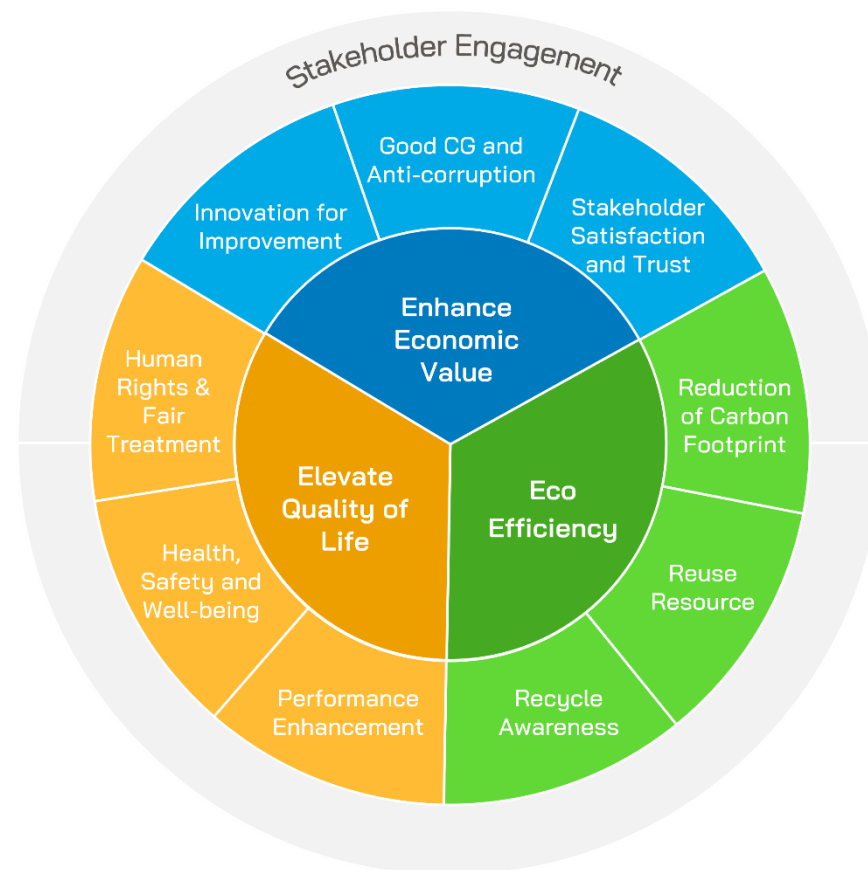 Stakeholder Engagement
Good CG and
Anti-corruption
Innovation for
Improvement
Stakeholder
Satisfaction
and Trust
Enhance
Economic
Value
Human
Rights &
Fair
Treatment
Reduction
of Carbon
Footprint
Elevate
Quality of
Life
Eco
Efficiency
Health,
Safety and
Well-being
Reuse
Resource
Performance
Enhancement
Recycle
Awareness